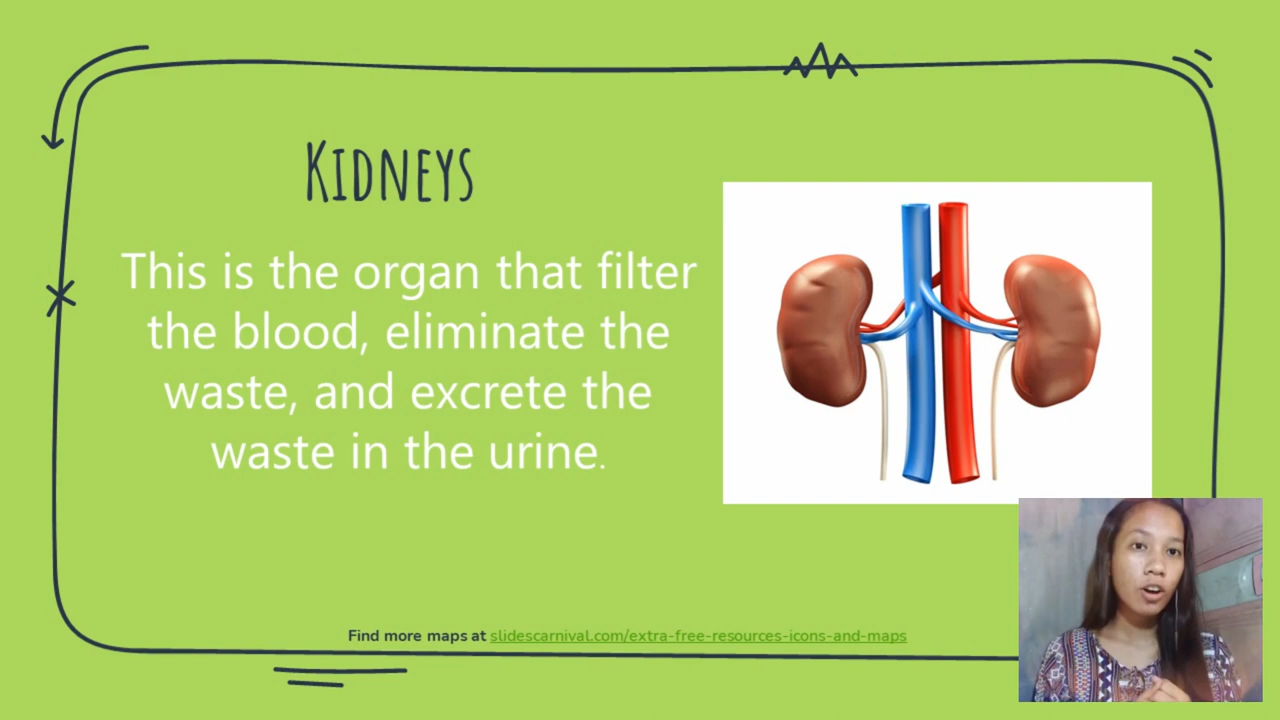 Kidneys
This is the organ that filter
the blood, eliminate the
waste, and excrete the
waste in the urine.
Find more maps at slidescarnival.com/extra-free-resources-icons-and-maps